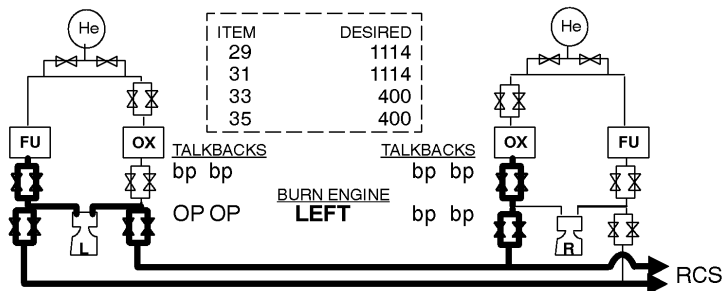 He
He
ITEM DESIRED
29 1114
31 1114
33 400
35 400
FU OX
OX FU
TALKBACKS TALKBACKS
bp bp bp bp
BURN ENGINE
OP OP LEFT bp bp
L R
RCS